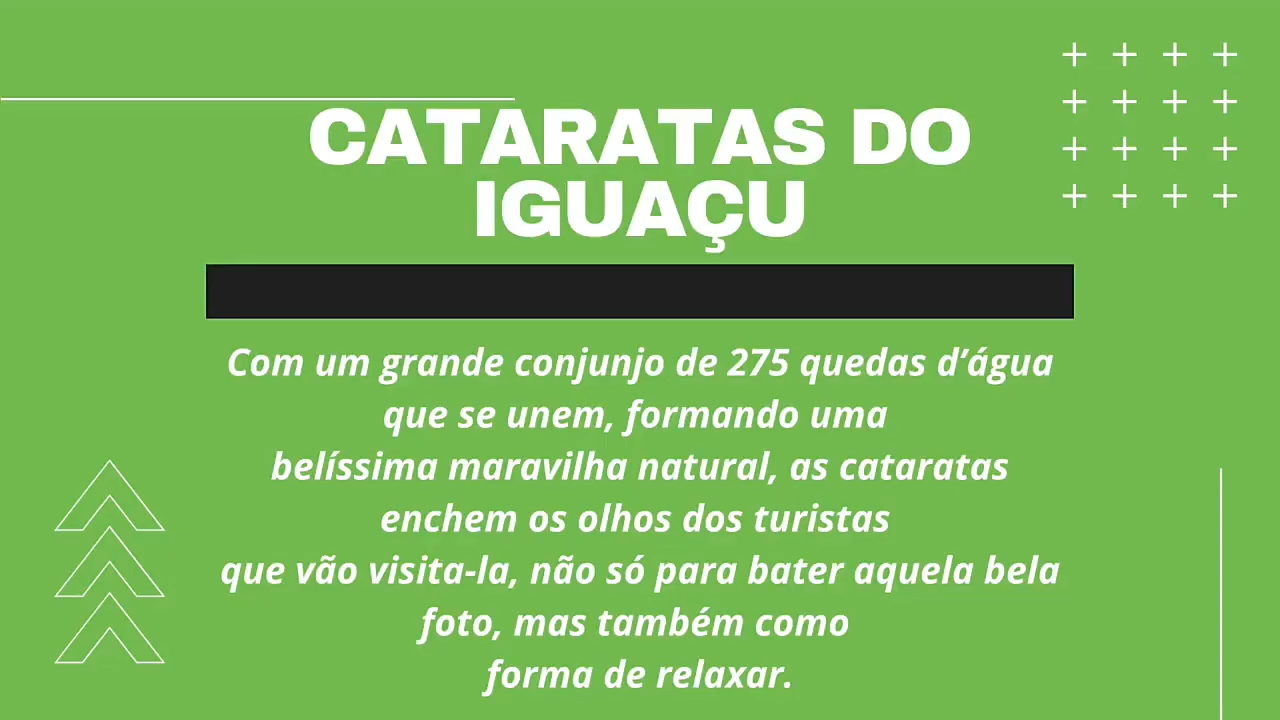 CATARATAS DO
IGUAÇU
Com um grande conjunjo de 275 quedas d’água
que se unem, formando uma
belíssima maravilha natural, as cataratas
enchem os olhos dos turistas
que vão visita-la, não só para bater aquela bela
foto, mas também como
forma de relaxar.